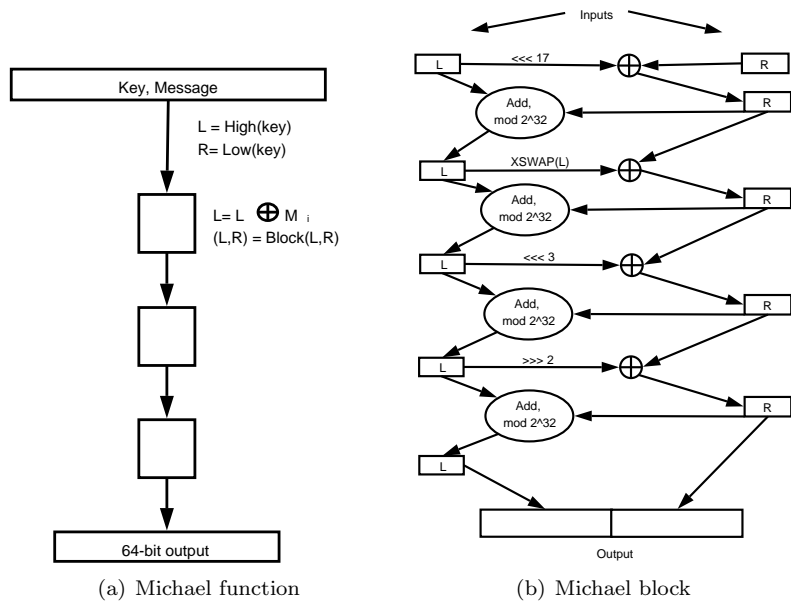 Key, Message
L = High(key)
R= Low(key)
L= L ⊕ M i
(L,R) = Block(L,R)
64-bit output
(a) Michael function
Inputs
L
<<< 17
R
Add,
mod 2^32
R
L
XSWAP(L)
Add,
mod 2^32
R
L
<<< 3
Add,
mod 2^32
R
L
>>> 2
Add,
mod 2^32
R
L
Output
(b) Michael block